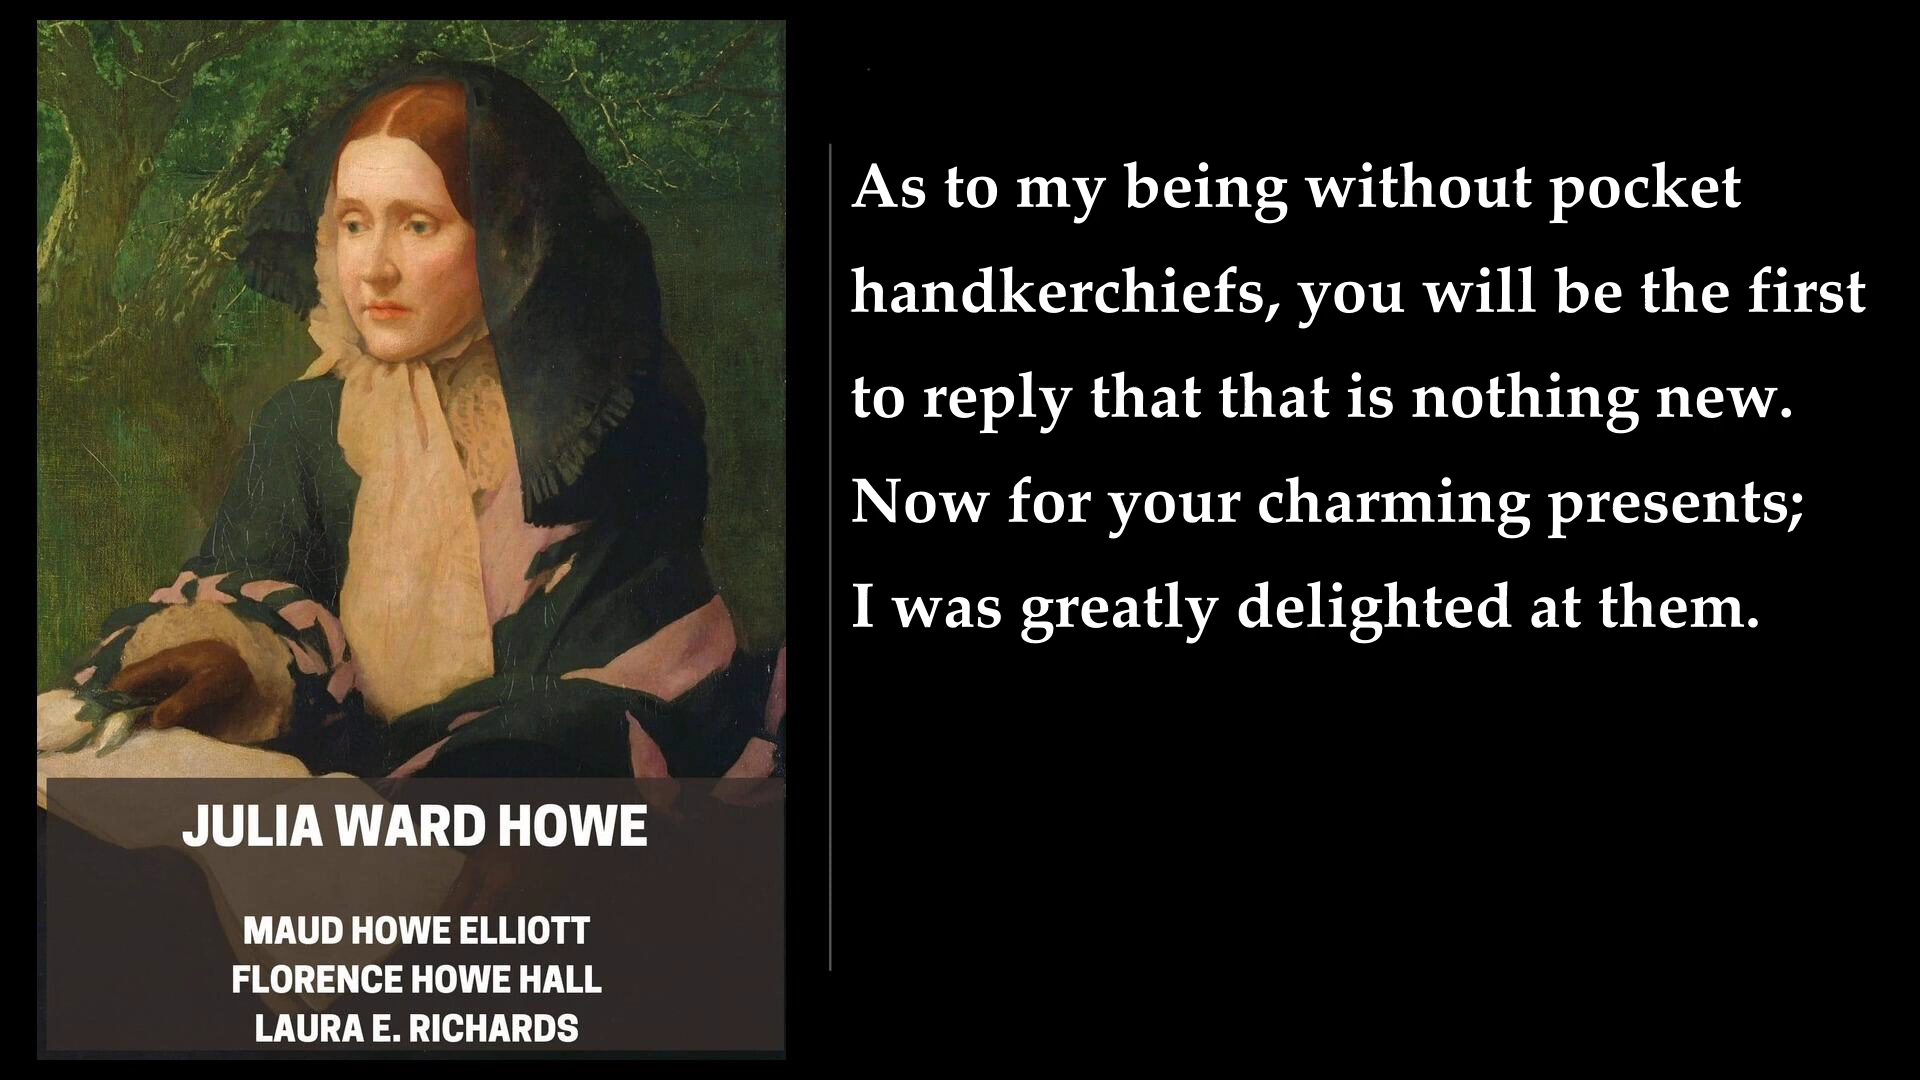 JULIA WARD HOWE
MAUD HOWE ELLIOTT
FLORENCE HOWE HALL
LAURA E. RICHARDS
As to my being without pocket
handkerchiefs, you will be the first
to reply that that is nothing new.
Now for your charming presents;
I was greatly delighted at them.